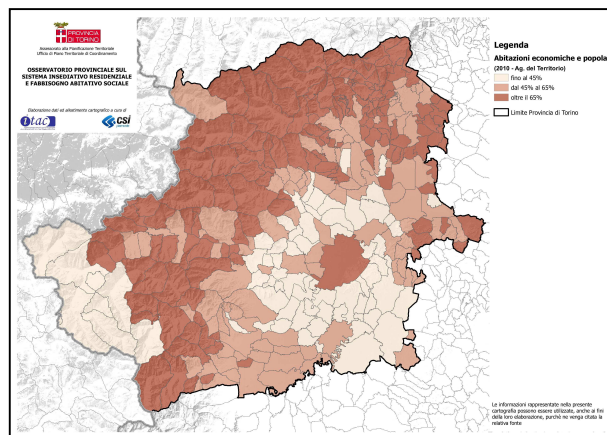 PROVINCIA
DI TORINO
Assessorato alla Pianificazione Territoriale
Ufficio di Piano Territoriale di Coordinamento
OSSERVATORIO PROVINCIALE SUL
SISTEMA INSEDIATIVO RESIDENZIALE
E FABBISOGNO ABITATIVO SOCIALE
Elaborazione dati ed allestimento cartografico a cura di
itac
CSI
Legenda
Abitazioni economiche e popola
(2010 - Ag. del Territorio)
fino al 45%
dal 45% al 65%
oltre il 65%
Limite Provincia di Torino
Le informazioni rappresentate nella presente
cartografia possono essere utilizzate, anche ai fini
della loro elaborazione, purchè ne venga citata la
relativa fonte